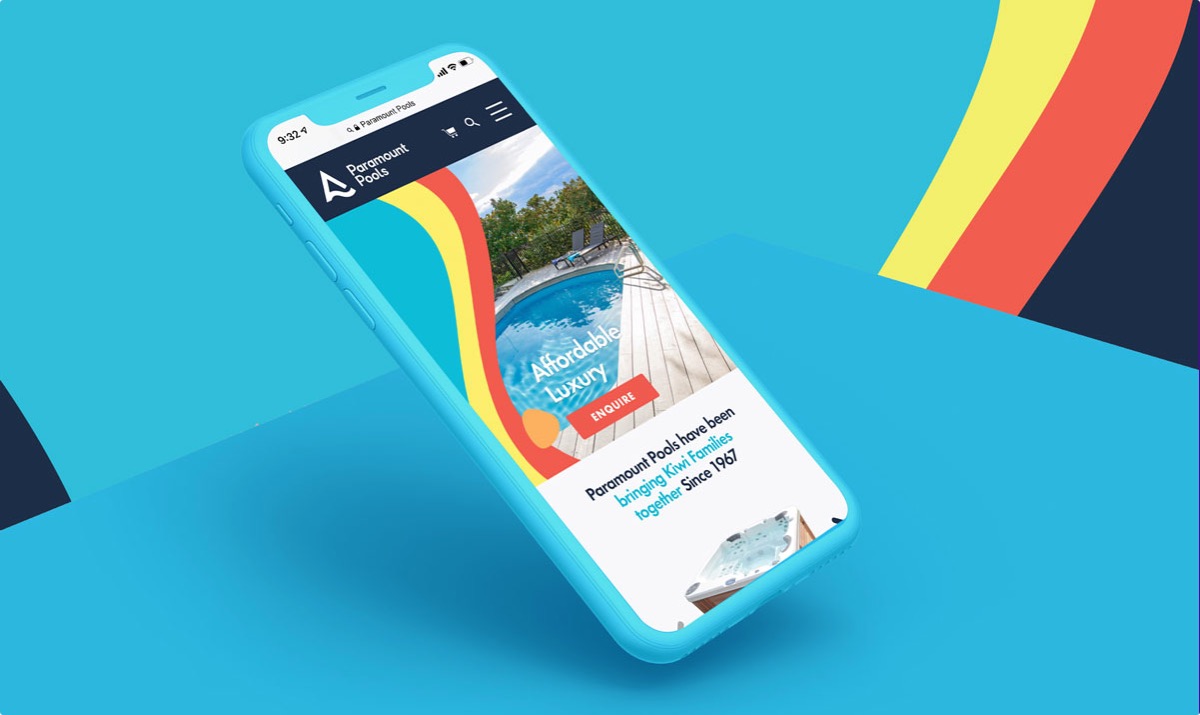 9:32
Paramount Pools
Paramount
Pools
Affordable
Luxury
ENQUIRE
Paramount Pools have been
bringing Kiwi Families
together Since 1967